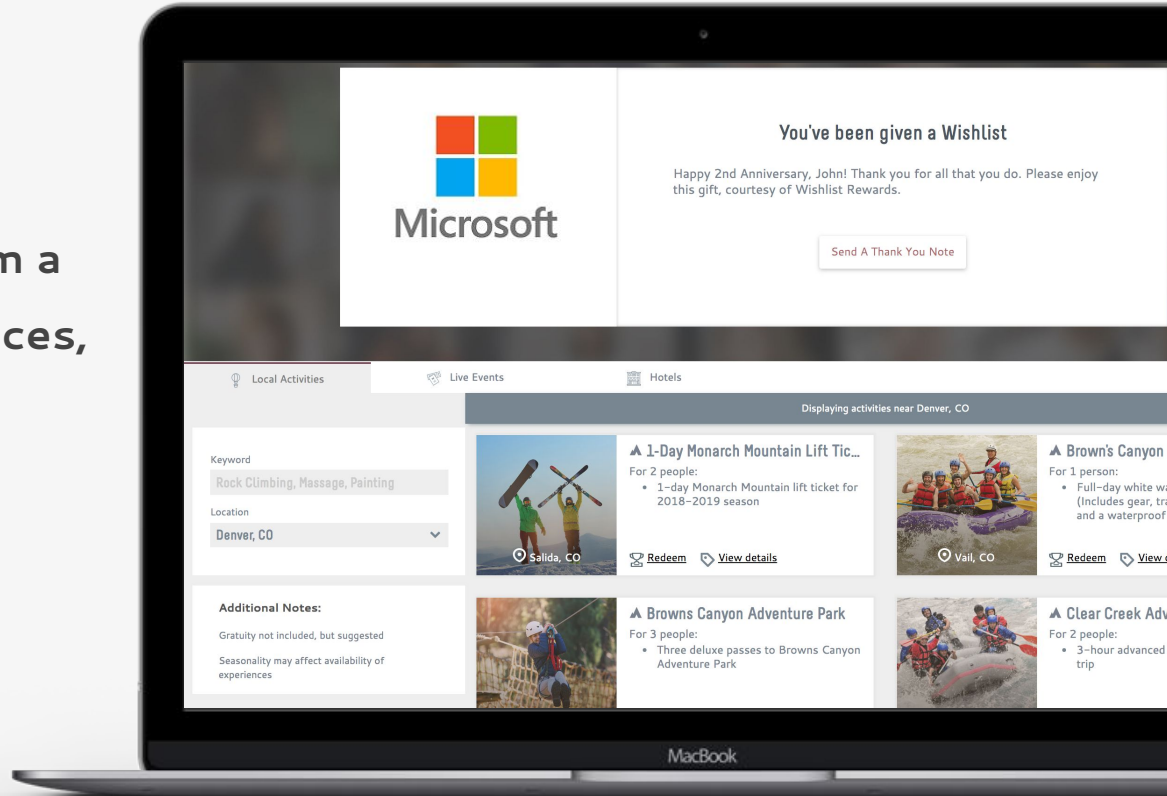 m a
ces,
Microsoft
You've been given a Wishlist
Happy 2nd Anniversary, John! Thank you for all that you do. Please enjoy
this gift, courtesy of Wishlist Rewards.
Send A Thank You Note
Local Activities
Live Events
Hotels
Displaying activities near Denver, CO
Keyword
Rock Climbing, Massage, Painting
Location
Denver, CO
Additional Notes:
Gratuity not included, but suggested
Seasonality may affect availability of
experiences
1-Day Monarch Mountain Lift Tic...
For 2 people:
• 1-day Monarch Mountain lift ticket for
2018-2019 season
Salida, CO
Redeem
View details
Brown's Canyon
For 1 person:
• Full-day white wa
(Includes gear, tra
and a waterproof
Vail, CO
Redeem
View d
Browns Canyon Adventure Park
For 3 people:
• Three deluxe passes to Browns Canyon
Adventure Park
Clear Creek Adv
For 2 people:
• 3-hour advanced
trip
MacBook